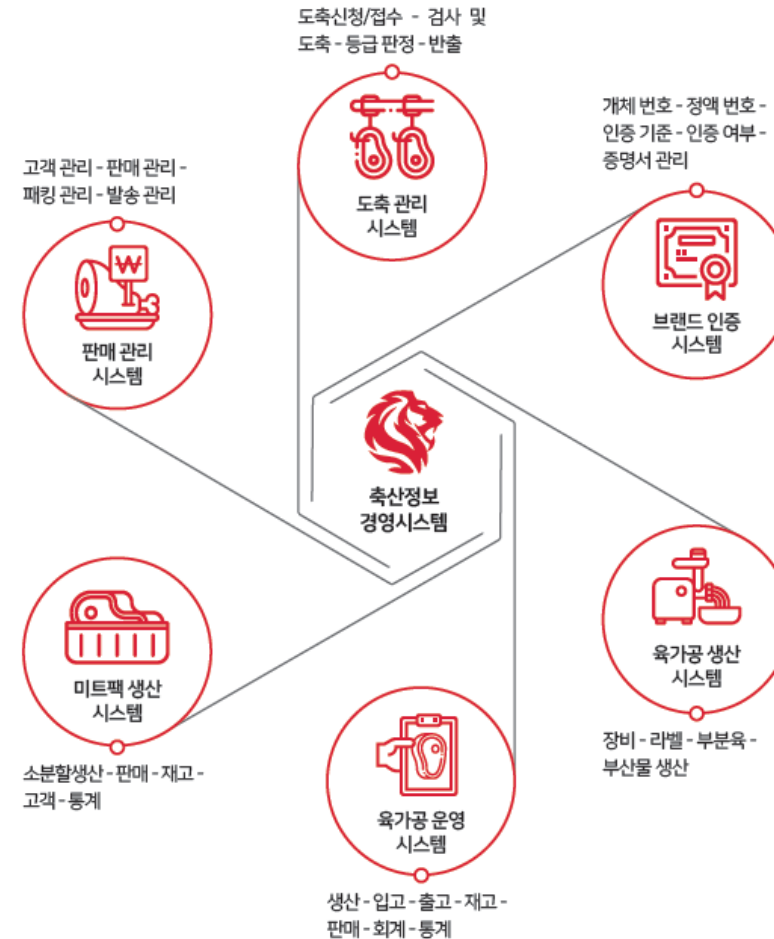 도축신청/접수 - 검사 및
도축 - 등급 판정 - 반출
도축 관리
시스템
개체 번호 - 정액 번호 -
인증 기준 - 인증 여부 -
증명서 관리
브랜드 인증
시스템
고객 관리 - 판매 관리 -
패킹 관리 - 발송 관리
₩
판매 관리
시스템
축산정보
경영시스템
육가공 생산
시스템
장비 - 라벨 - 부분육 -
부산물 생산
미트팩 생산
시스템
소분할생산 - 판매 - 재고 -
고객 - 통계
육가공 운영
시스템
생산 - 입고 - 출고 - 재고 -
판매 - 회계 - 통계